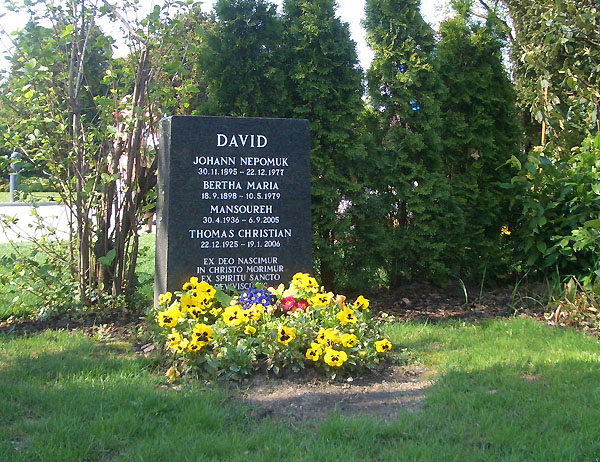 DAVID
JOHANN NEPOMUK
30.11.1895 - 22.12.1977
BERTHA MARIA
18.9.1898 - 10.5.1979
MANSOUREH
30.4.1936 - 6.9.2005
THOMAS CHRISTIAN
22.12.1925 - 19.1.2006
EX DEO NASCIMUR
IN CHRISTO MORIMUR
EX SPIRITU SANCTO